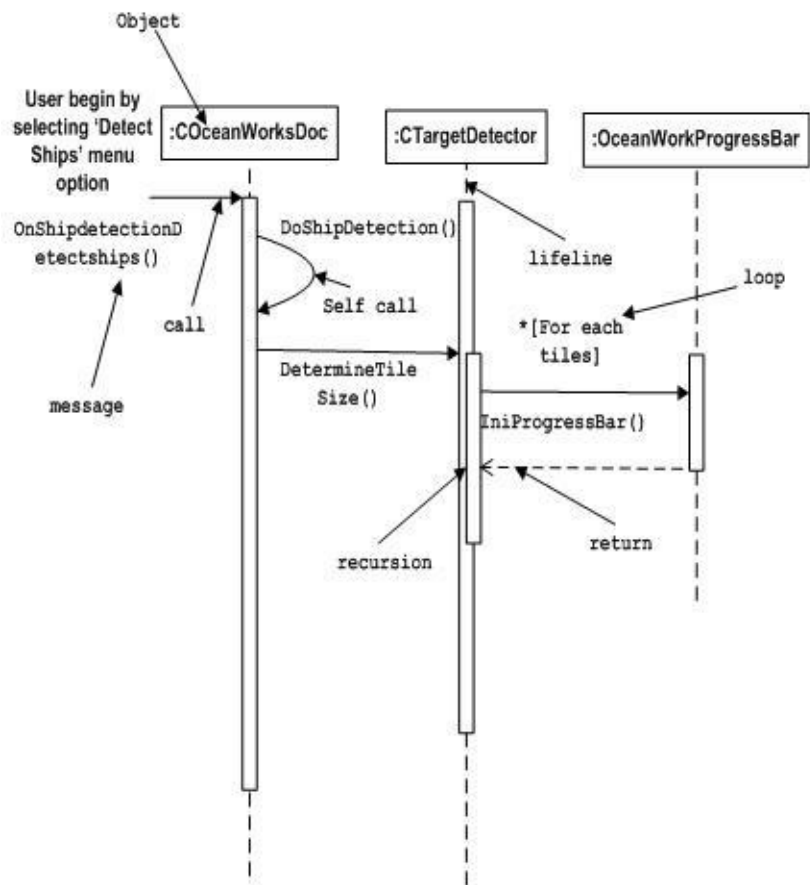 Object
User begin by
selecting 'Detect
Ships' menu
option
:COceanWorksDoc
:CTargetDetector
:OceanWorkProgressBar
OnShipdetectionD
etectships()
DoShipDetection()
lifeline
loop
call
Self call
*[For each
tiles]
message
DetermineTile
Size()
IniProgressBar()
recursion
return